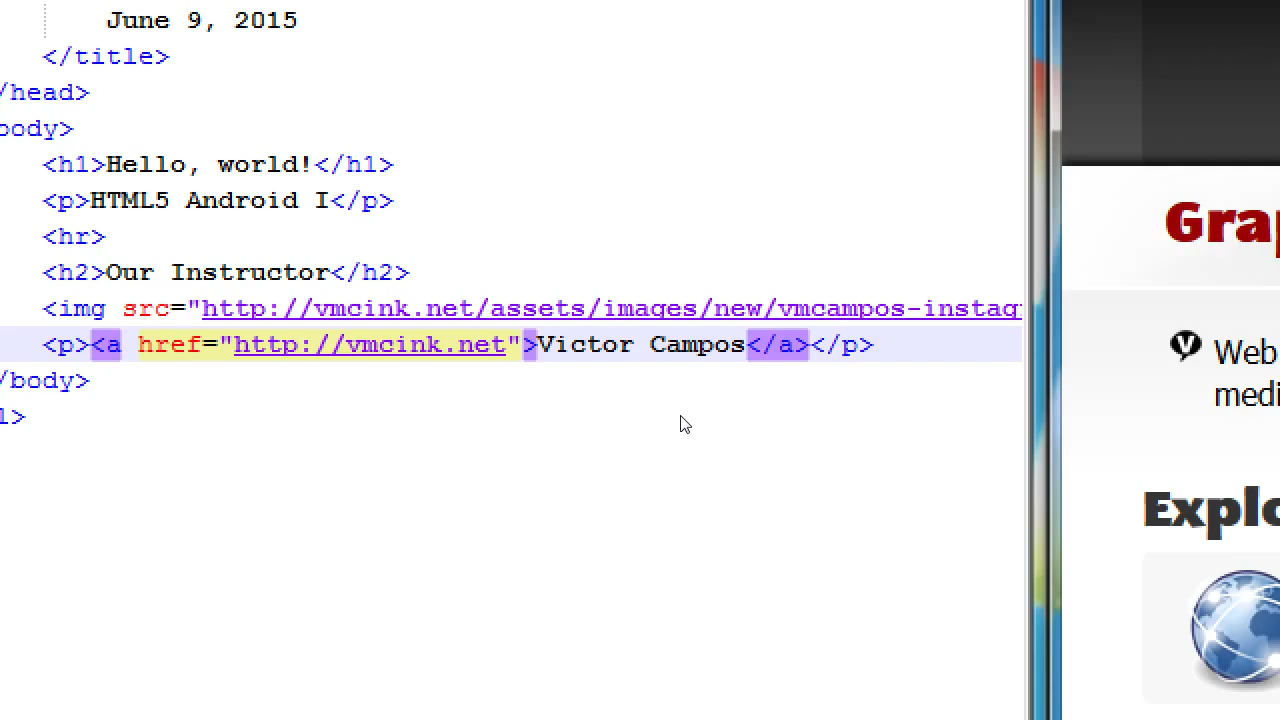 June 9, 2015
</title>
/head>
body>
<h1>Hello, world!</h1>
<p>HTML5 Android I</p>
<hr>
<h2>Our Instructor</h2>
<img src="http://vmcink.net/assets/images/new/vmcampos-instag
<p><a href="http://vmcink.net">Victor Campos</a></p>
/body>
l>
Gra
Web
medi
Explo